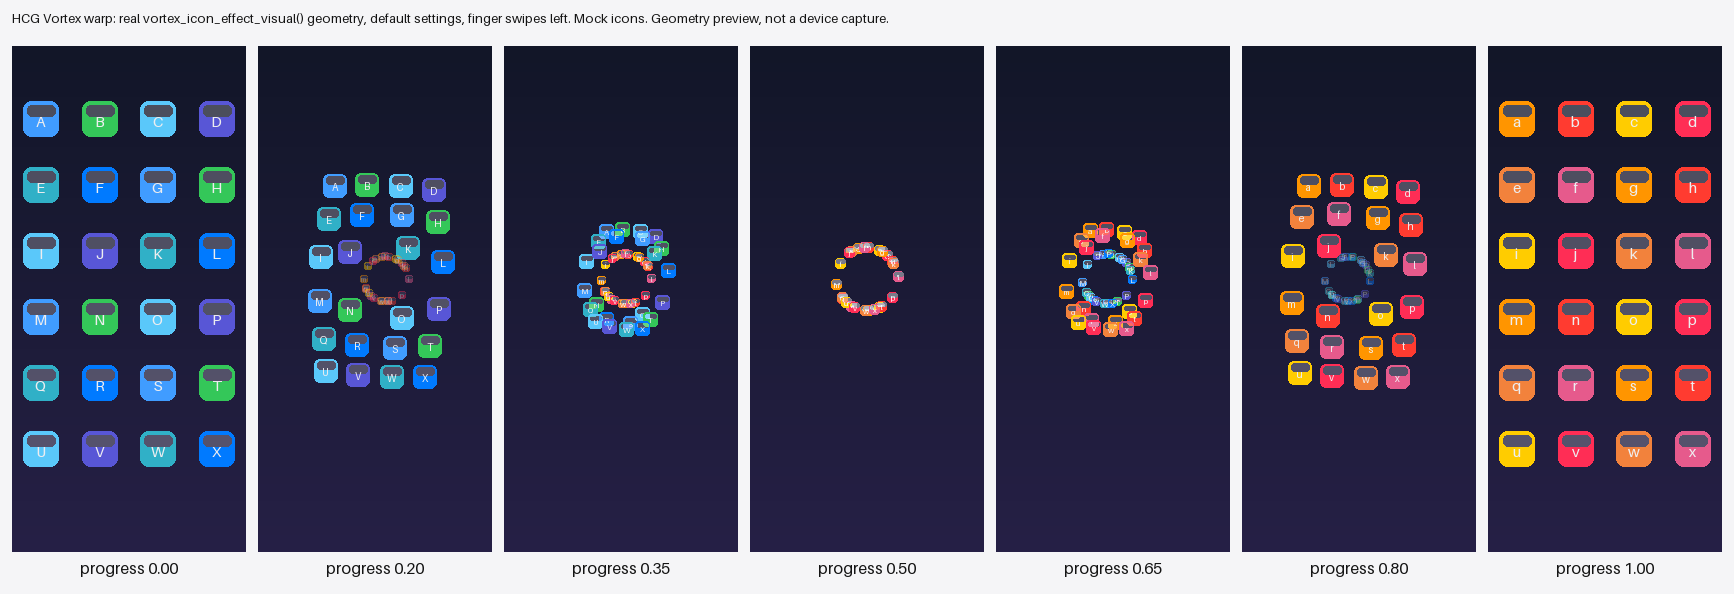 HCG Vortex warp: real vortex_icon_effect_visual() geometry, default settings, finger swipes left. Mock icons. Geometry preview, not a device capture.
A B C D
E F G H
I J K L
M N O P
Q R S T
U V W X
progress 0.00
A B C D
E F G H
I J K L
M N O P
Q R S T
U V W X
progress 0.20
progress 0.35
progress 0.50
progress 0.65
a b c d
e f g h
i j k l
m n o p
q r s t
u v w x
progress 0.80
a b c d
e f g h
i j k l
m n o p
q r s t
u v w x
progress 1.00